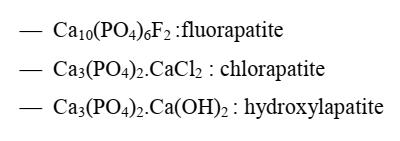 — Ca₁₀(PO₄)₆F₂ :fluorapatite
— Ca₃(PO₄)₂.CaCl₂ : chlorapatite
— Ca₃(PO₄)₂.Ca(OH)₂ : hydroxylapatite